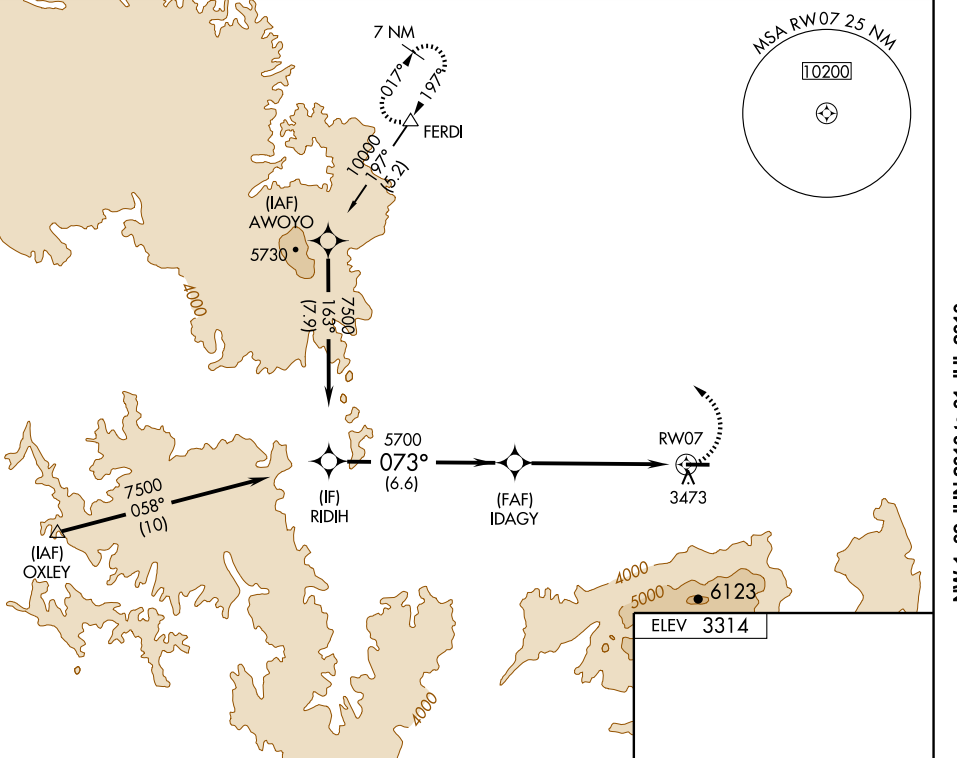 7 NM
017°
197°
FERDI
10000
197°
(5.2)
MSA RW07 25 NM
10200
(IAF)
AWOYO
5730
4000
7500
163°
(7.9)
5700
073°
(6.6)
RW07
3473
7500
058°
(10)
(IAF)
OXLEY
(IF)
RIDIH
(FAF)
IDAGY
4000
5000
6123
4000
ELEV 3314